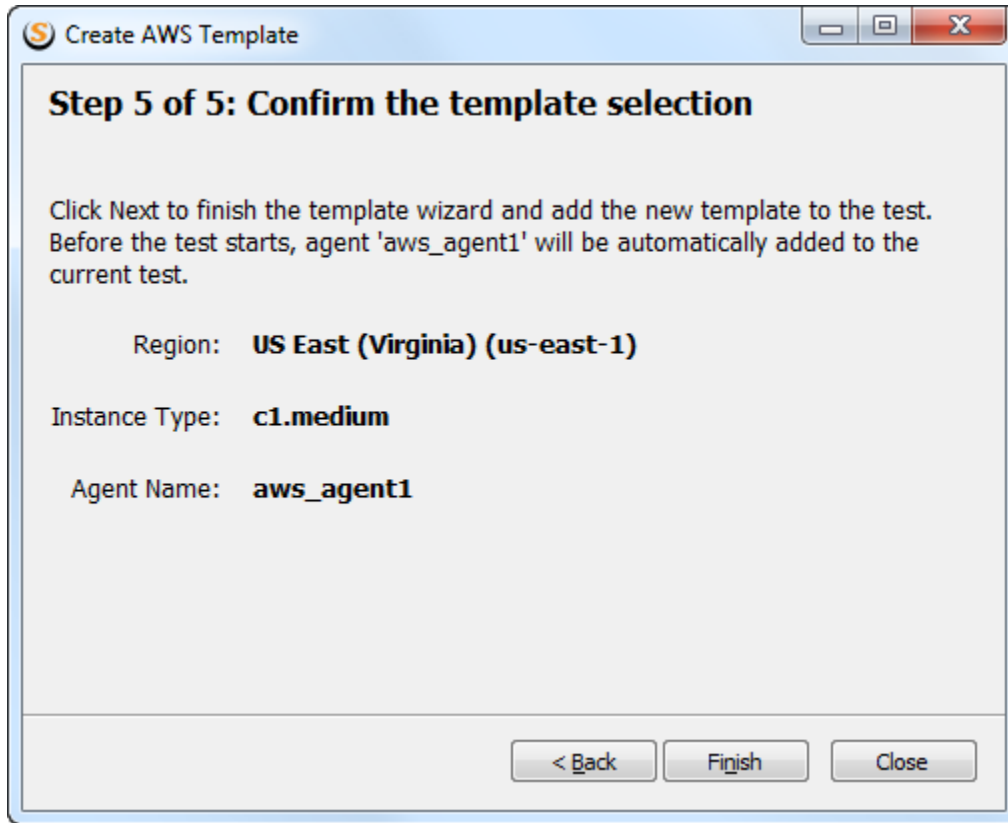 Create AWS Template
Step 5 of 5: Confirm the template selection
Click Next to finish the template wizard and add the new template to the test.
Before the test starts, agent 'aws_agent1' will be automatically added to the
current test.
Region: US East (Virginia) (us-east-1)
Instance Type: c1.medium
Agent Name: aws_agent1
< Back Finish Close